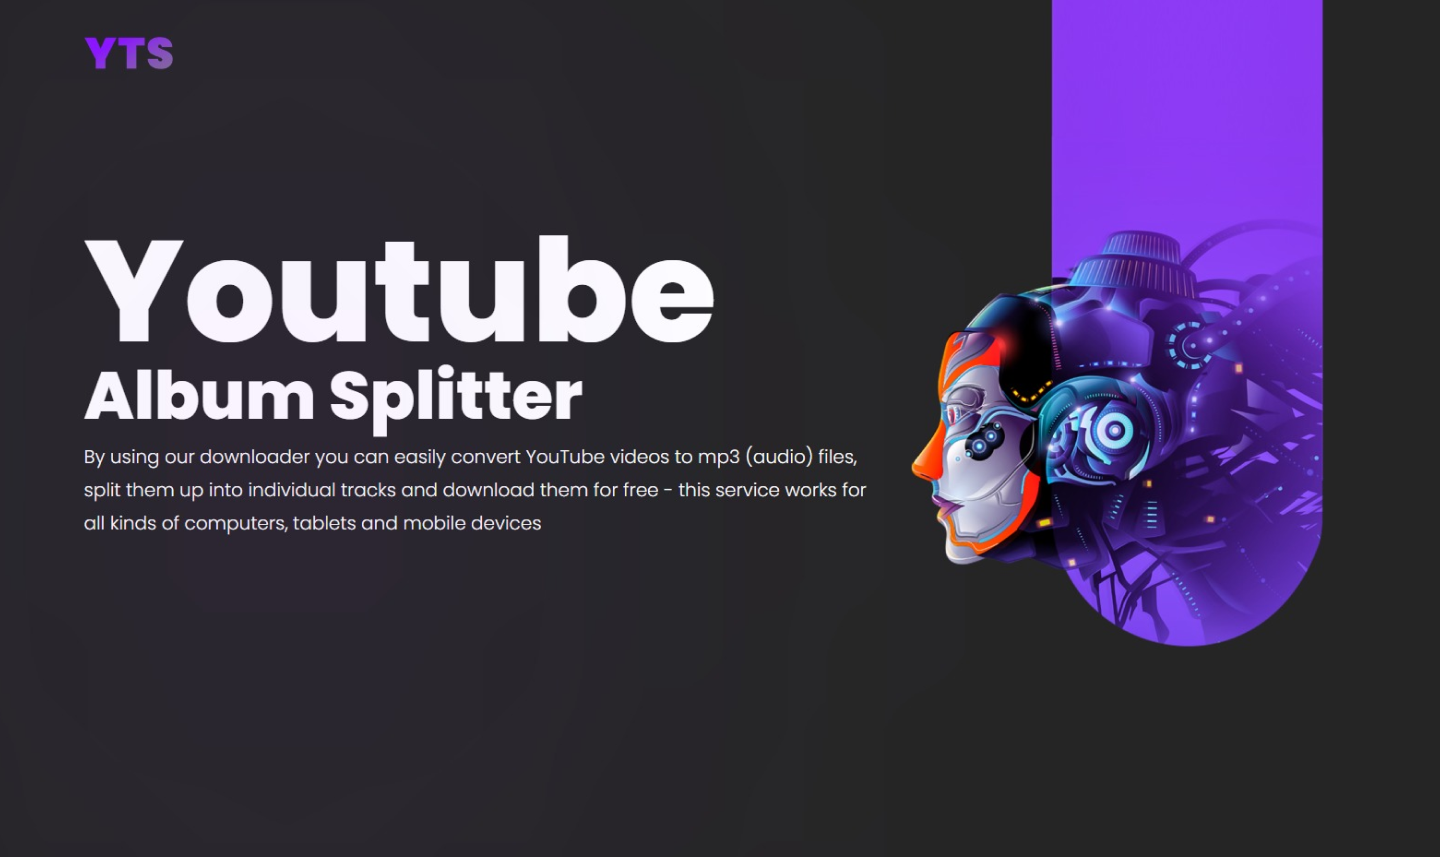 YTS
Youtube
Album Splitter
By using our downloader you can easily convert YouTube videos to mp3 (audio) files,
split them up into individual tracks and download them for free - this service works for
all kinds of computers, tablets and mobile devices